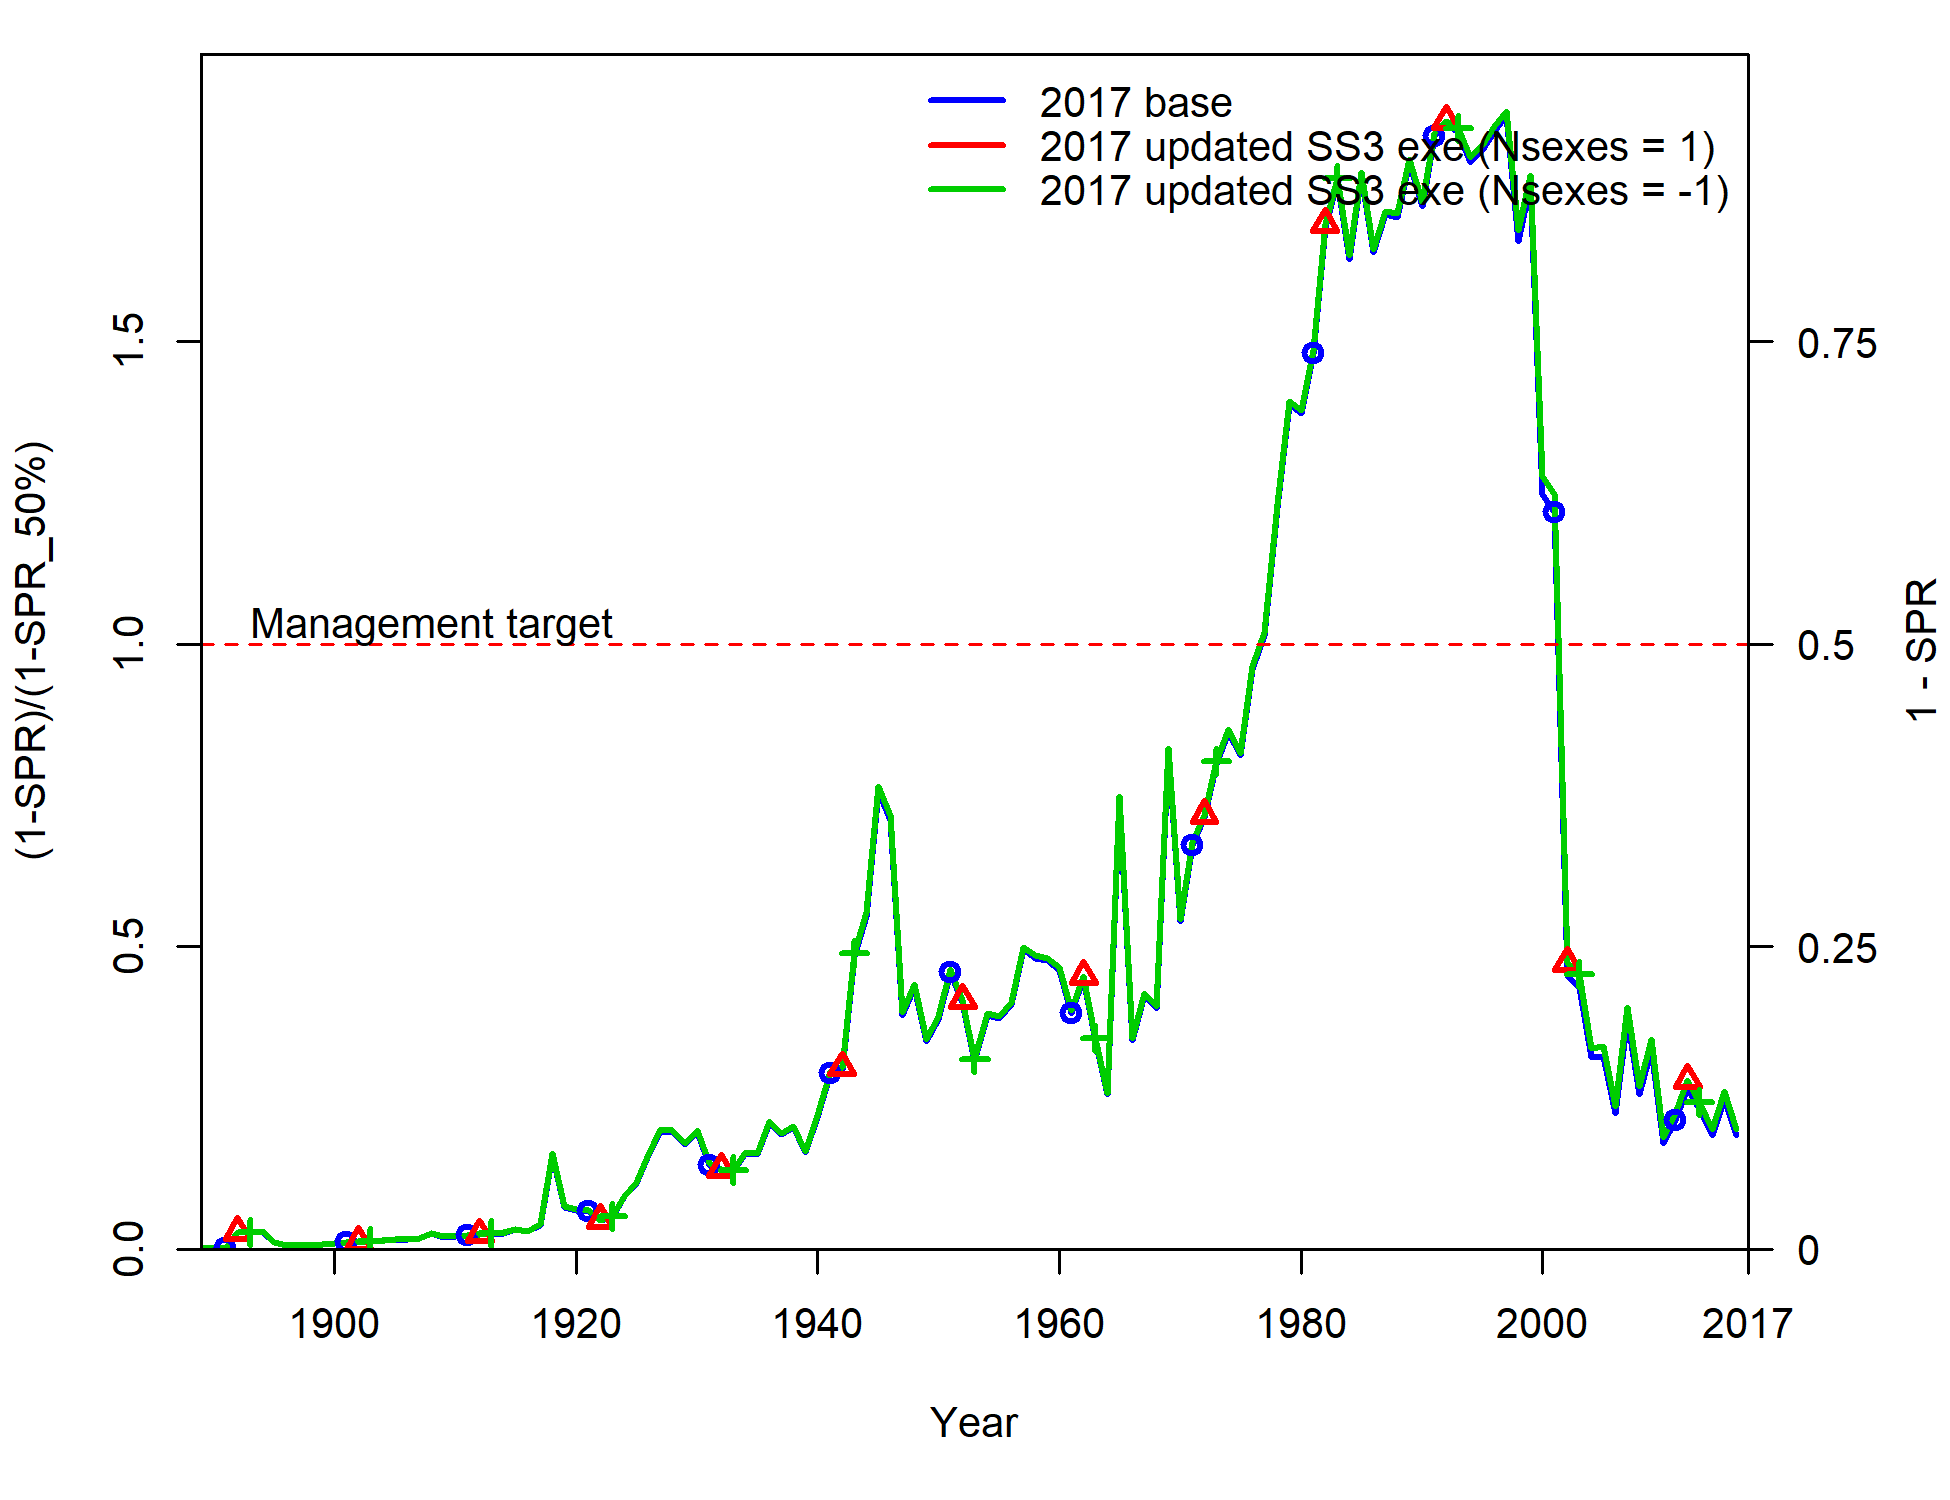 2017 base
2017 updated SS3 exe (Nsexes = 1)
2017 updated SS3 exe (Nsexes = -1)
Management target
(1-SPR)/(1-SPR_50%)
1.5
1.0
0.5
0.0
0.75
0.5
0.25
0
1 - SPR
1900 1920 1940 1960 1980 2000 2017
Year